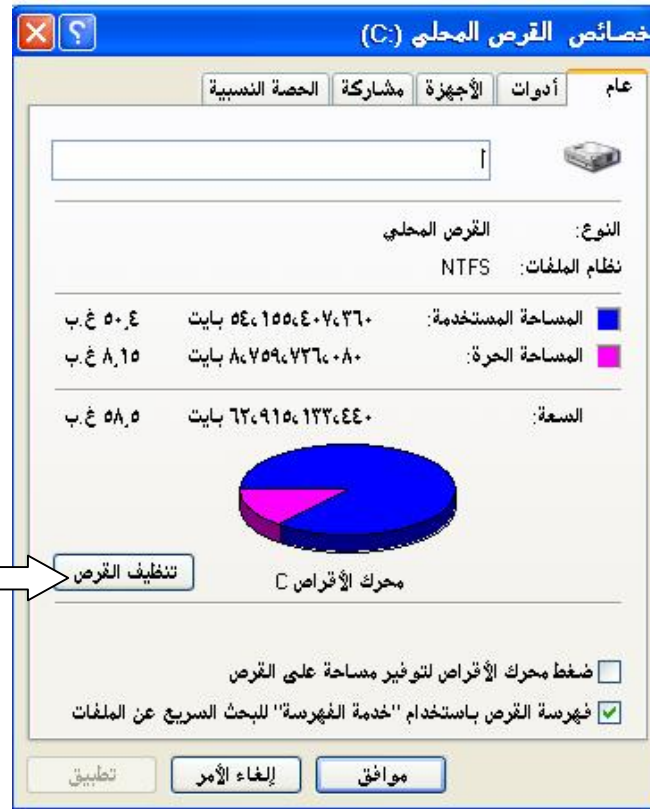 خصائص القرص المحلي (C:)
عام أدوات الأجهزة مشاركة الحصة النسبية
أ
النوع: القرص المحلي
نظام الملفات: NTFS
المساحة المستخدمة: ٥٤،١٥٥،٤٠٧،٣٦٠ بايت ٥٠,٤ غ.ب
المساحة الحرة: ٨،٧٥٩،٧٢٦،٠٨٠ بايت ٨,١٥ غ.ب
السعة: ٦٢،٩١٥،١٣٣،٤٤٠ بايت ٥٨,٥ غ.ب
محرك الأقراص C
تنظيف القرص
ضغط محرك الأقراص لتوفير مساحة على القرص
فهرسة القرص باستخدام "خدمة الفهرسة" للبحث السريع عن الملفات
موافق إلغاء الأمر تطبيق